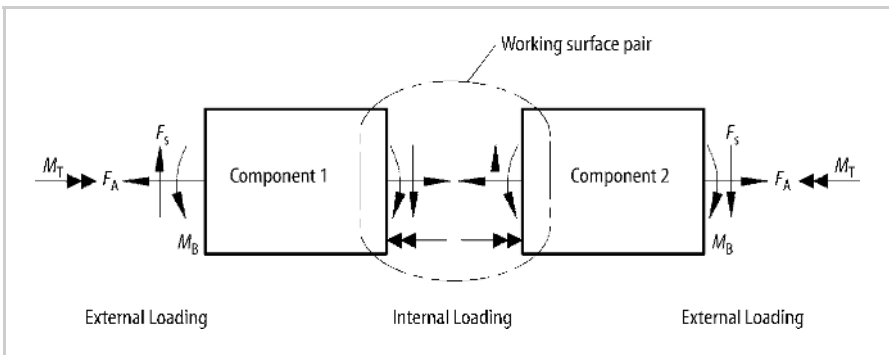 Working surface pair
F_s
F_s
M_T
F_A
Component 1
Component 2
F_A
M_T
M_B
M_B
External Loading
Internal Loading
External Loading